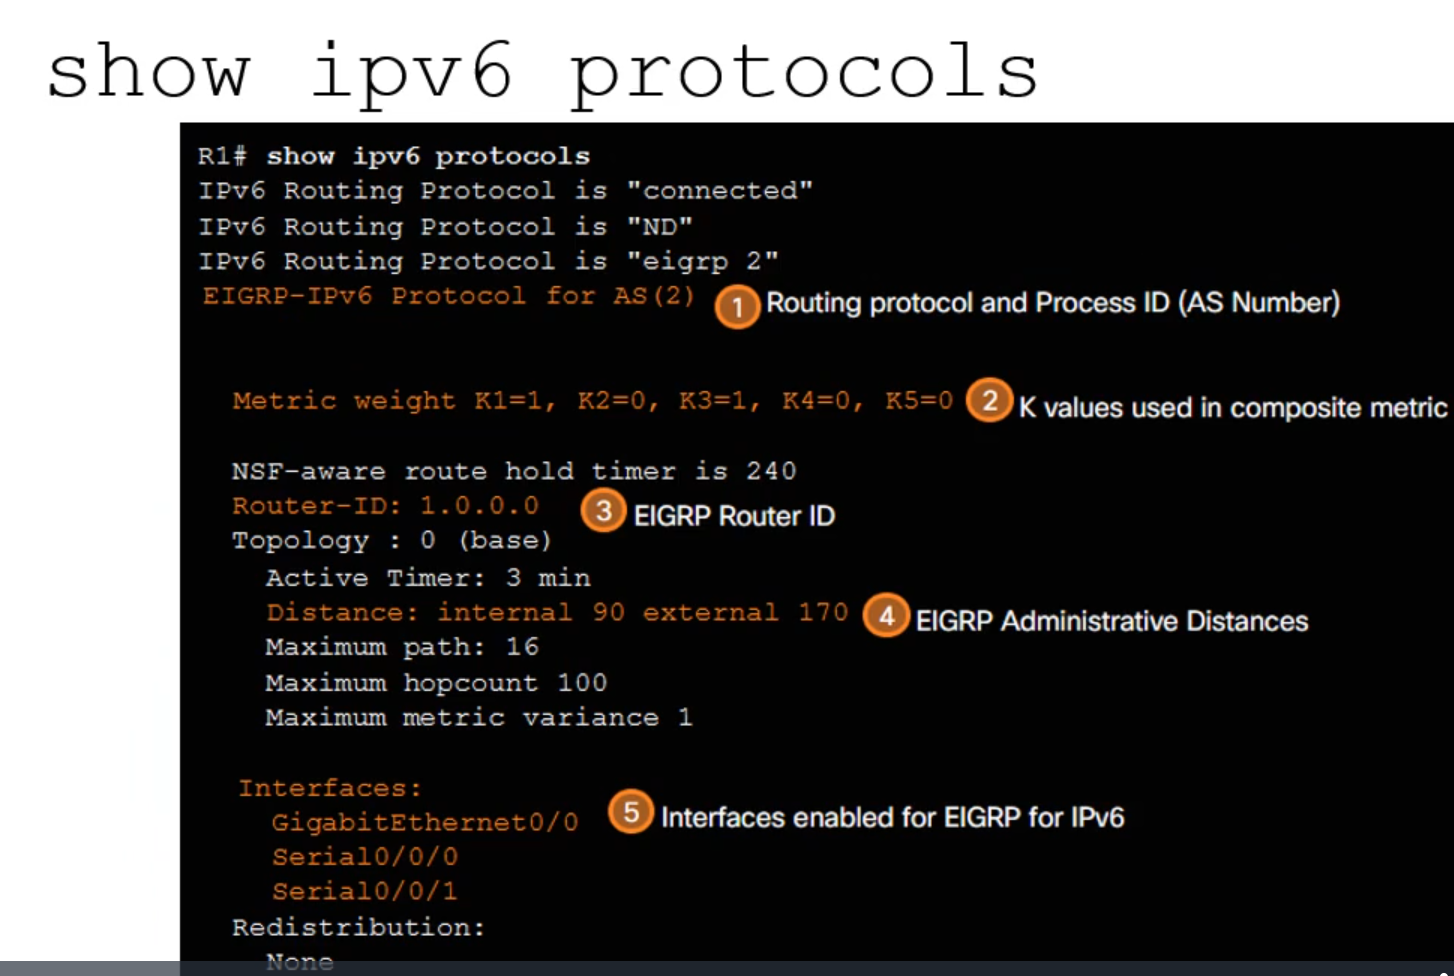 show ipv6 protocols
R1# show ipv6 protocols
IPv6 Routing Protocol is "connected"
IPv6 Routing Protocol is "ND"
IPv6 Routing Protocol is "eigrp 2"
EIGRP-IPv6 Protocol for AS(2) 1 Routing protocol and Process ID (AS Number)
Metric weight K1=1, K2=0, K3=1, K4=0, K5=0 2 K values used in composite metric
NSF-aware route hold timer is 240
Router-ID: 1.0.0.0 3 EIGRP Router ID
Topology : 0 (base)
Active Timer: 3 min
Distance: internal 90 external 170 4 EIGRP Administrative Distances
Maximum path: 16
Maximum hopcount 100
Maximum metric variance 1
Interfaces:
GigabitEthernet0/0 5 Interfaces enabled for EIGRP for IPv6
Serial0/0/0
Serial0/0/1
Redistribution:
None